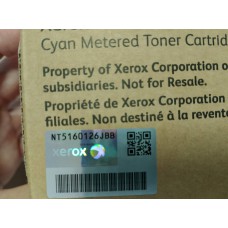 Cyan Metered Toner Cartrid
Property of Xerox Corporation o
subsidiaries. Not for Resale.
Propriété de Xerox Corporation
filiales. Non destiné à la revente
NT5160126JBB
xerox